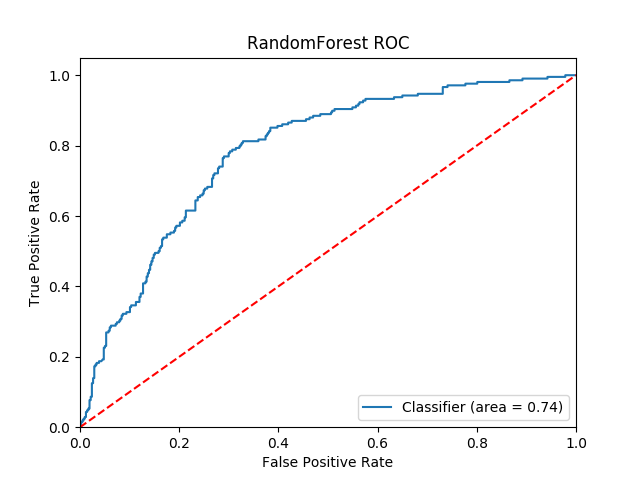 RandomForest ROC
True Positive Rate
1.0
0.8
0.6
0.4
0.2
0.0
Classifier (area = 0.74)
0.0 0.2 0.4 0.6 0.8 1.0
False Positive Rate